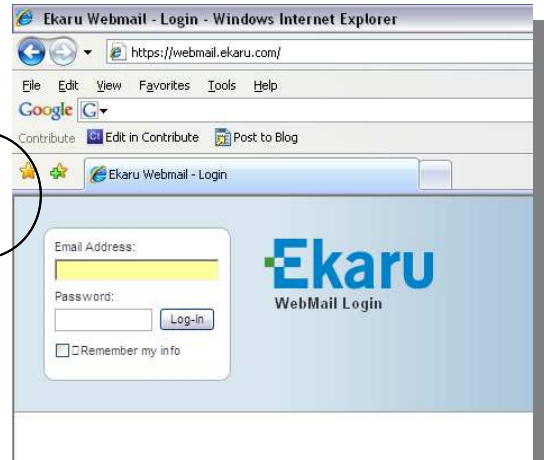 Ekaru Webmail - Login - Windows Internet Explorer
https://webmail.ekaru.com/
File Edit View Favorites Tools Help
Google G
Contribute Edit in Contribute Post to Blog
Ekaru Webmail - Login
Email Address:
Ekaru
Password:
WebMail Login
Log-In
Remember my info